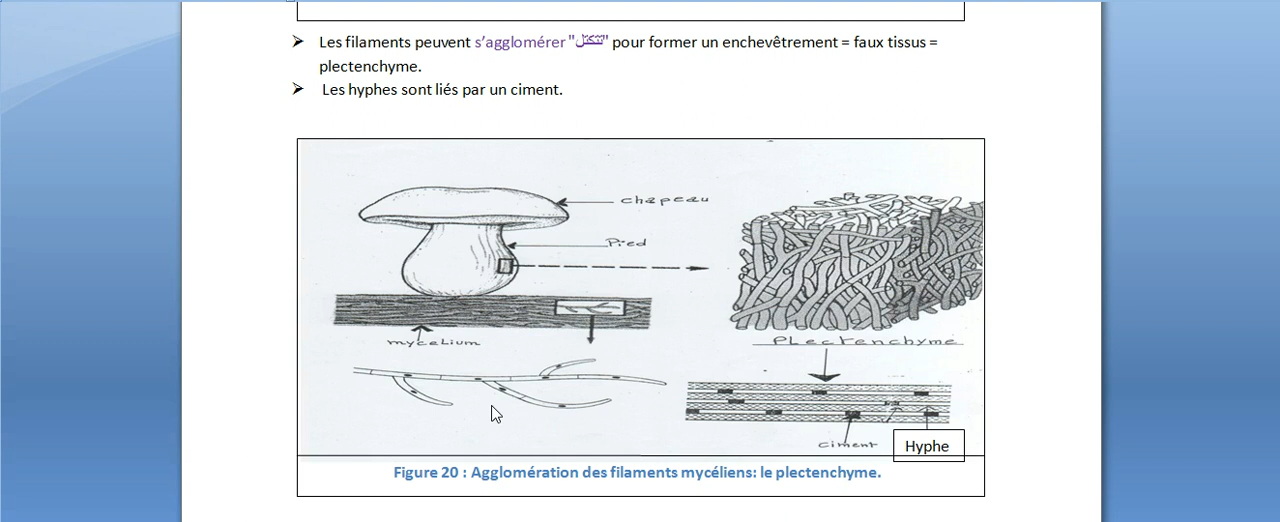 ➢ Les filaments peuvent s’agglomérer "تتكتل" pour former un enchevêtrement = faux tissus =
plectenchyme.
➢ Les hyphes sont liés par un ciment.
chapeau
Pied
mycelium
Plectenchyme
ciment
Hyphe
Figure 20 : Agglomération des filaments mycéliens: le plectenchyme.